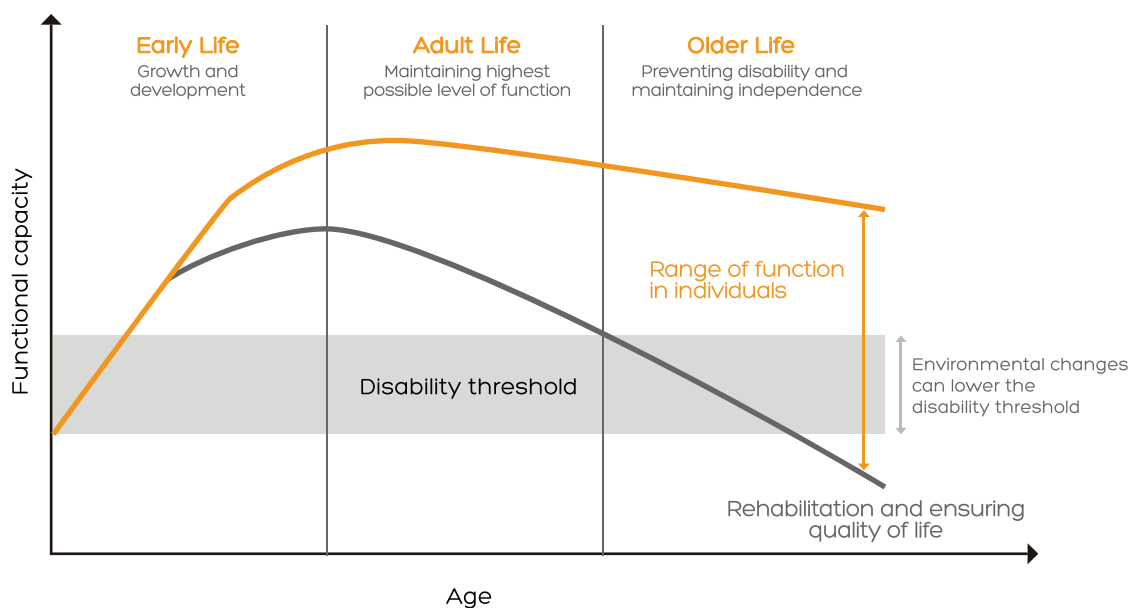 Early Life
Growth and
development
Adult Life
Maintaining highest
possible level of function
Older Life
Preventing disability and
maintaining independence
Functional capacity
Range of function
in individuals
Disability threshold
Environmental changes
can lower the
disability threshold
Rehabilitation and ensuring
quality of life
Age